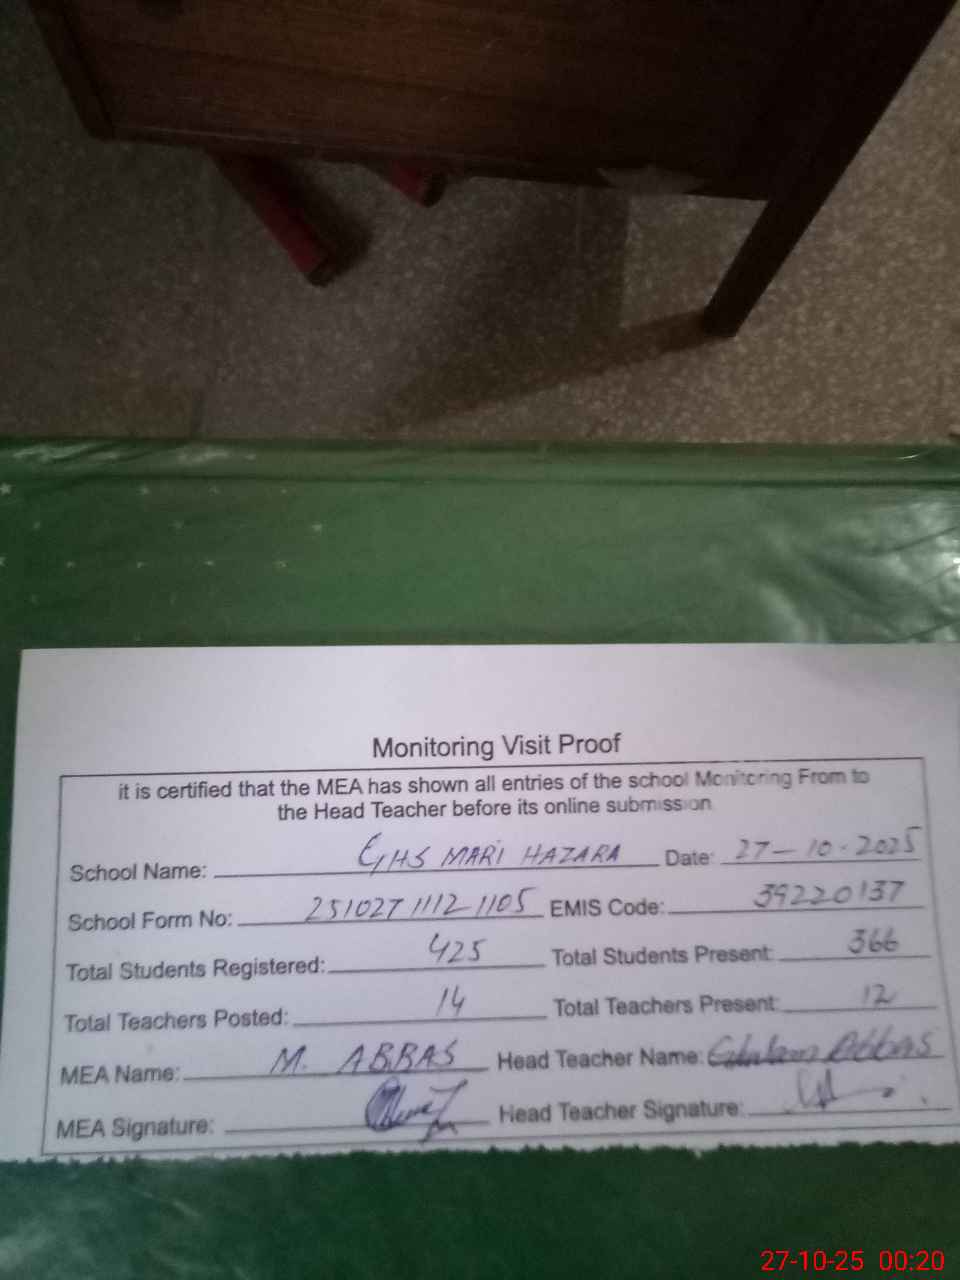 Monitoring Visit Proof
it is certified that the MEA has shown all entries of the school Monitoring From to
the Head Teacher before its online submission
School Name: GHS MARI HAZARA Date: 27-10-2025
School Form No: 251027111121105 EMIS Code: 39220137
Total Students Registered: 425 Total Students Present: 366
Total Teachers Posted: 14 Total Teachers Present: 12
MEA Name: M. ABBAS Head Teacher Name: Ghulam Abbas
MEA Signature: Head Teacher Signature:
27-10-25 00:20